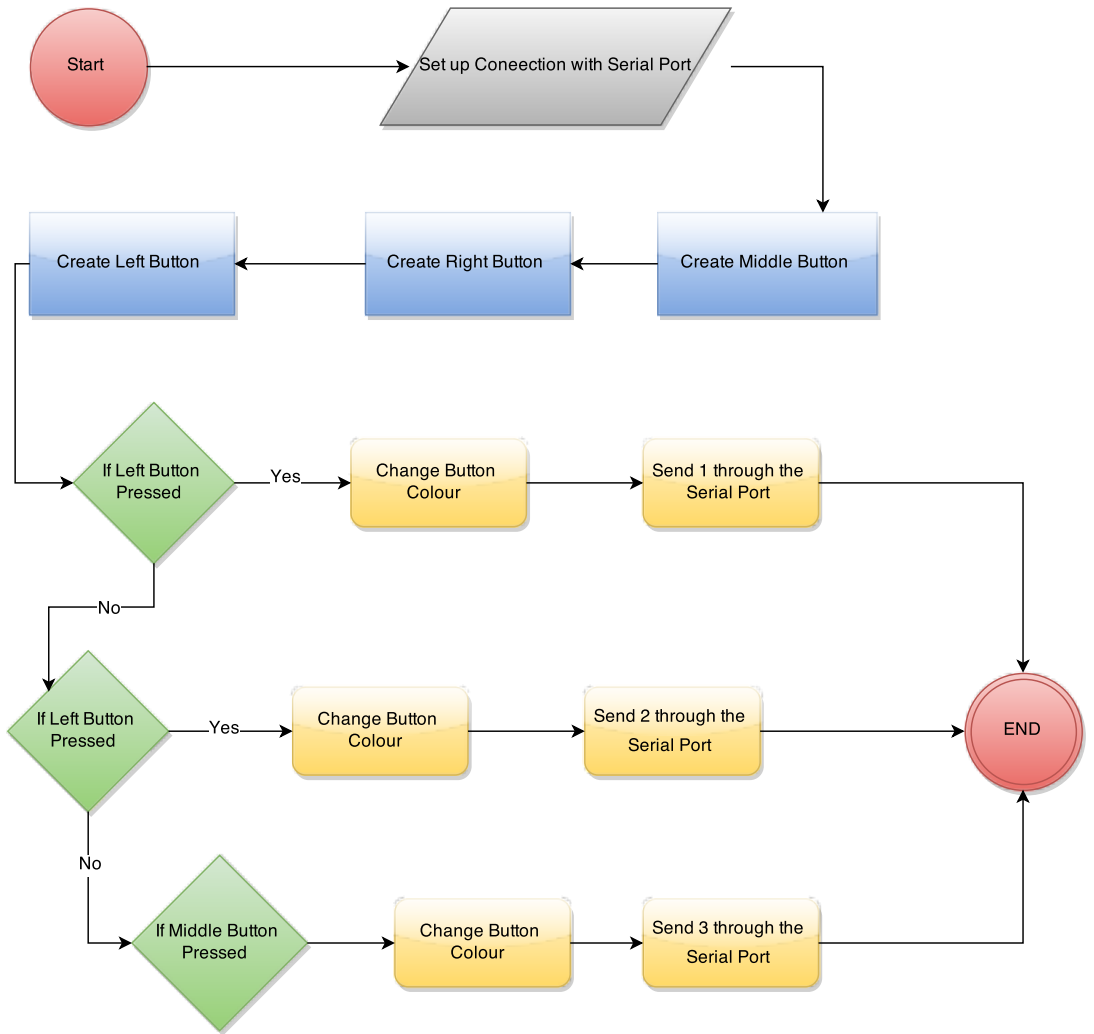 Start
Set up Coneection with Serial Port
Create Left Button
Create Right Button
Create Middle Button
If Left Button
Pressed
Yes
Change Button
Colour
Send 1 through the
Serial Port
No
If Left Button
Pressed
Yes
Change Button
Colour
Send 2 through the
Serial Port
END
No
If Middle Button
Pressed
Change Button
Colour
Send 3 through the
Serial Port